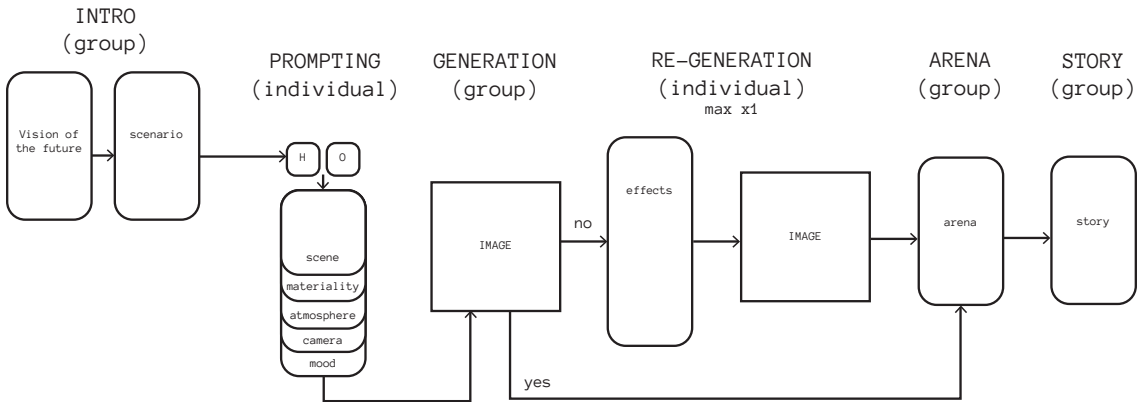 INTRO
(group)
PROMPTING
(individual)
GENERATION
(group)
RE-GENERATION
(individual)
max x1
ARENA
(group)
STORY
(group)
Vision of
the future
scenario
H
O
scene
materiality
atmosphere
camera
mood
IMAGE
no
yes
effects
IMAGE
arena
story